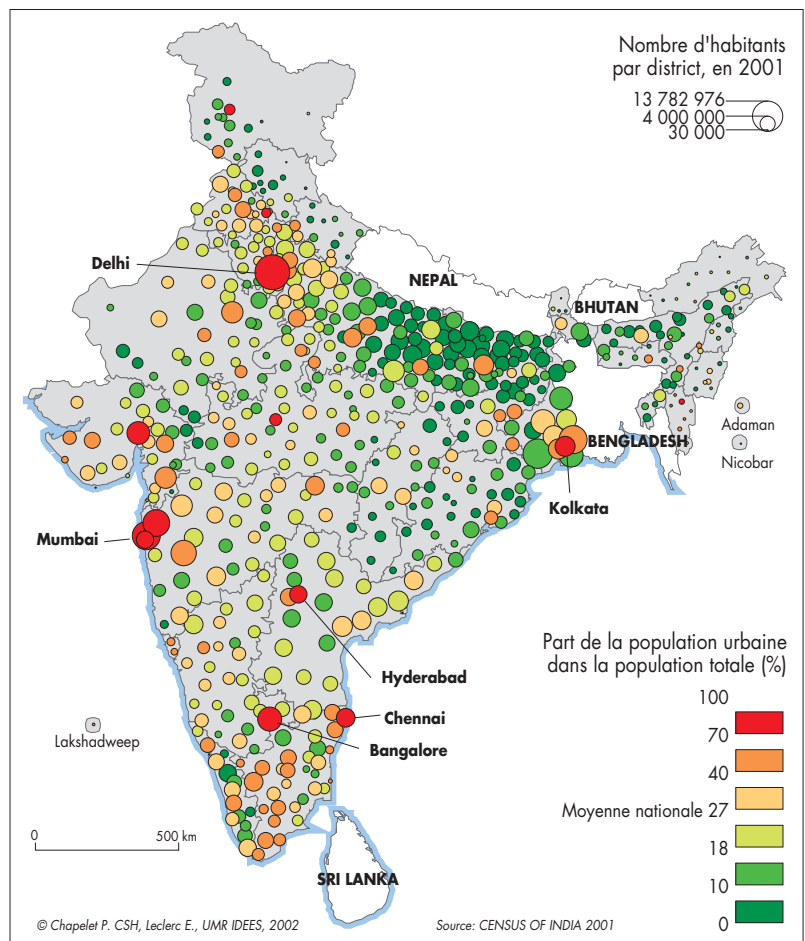 Nombre d'habitants
par district, en 2001
13 782 976
4 000 000
30 000
Delhi
NEPAL
BHUTAN
BENGLADESH
Adaman
Nicobar
Kolkata
Mumbai
Hyderabad
Chennai
Bangalore
Lakshadweep
SRI LANKA
0 500 km
Part de la population urbaine
dans la population totale (%)
100
70
40
Moyenne nationale 27
18
10
0
© Chapelet P. CSH, Leclerc E., UMR IDEES, 2002
Source: CENSUS OF INDIA 2001